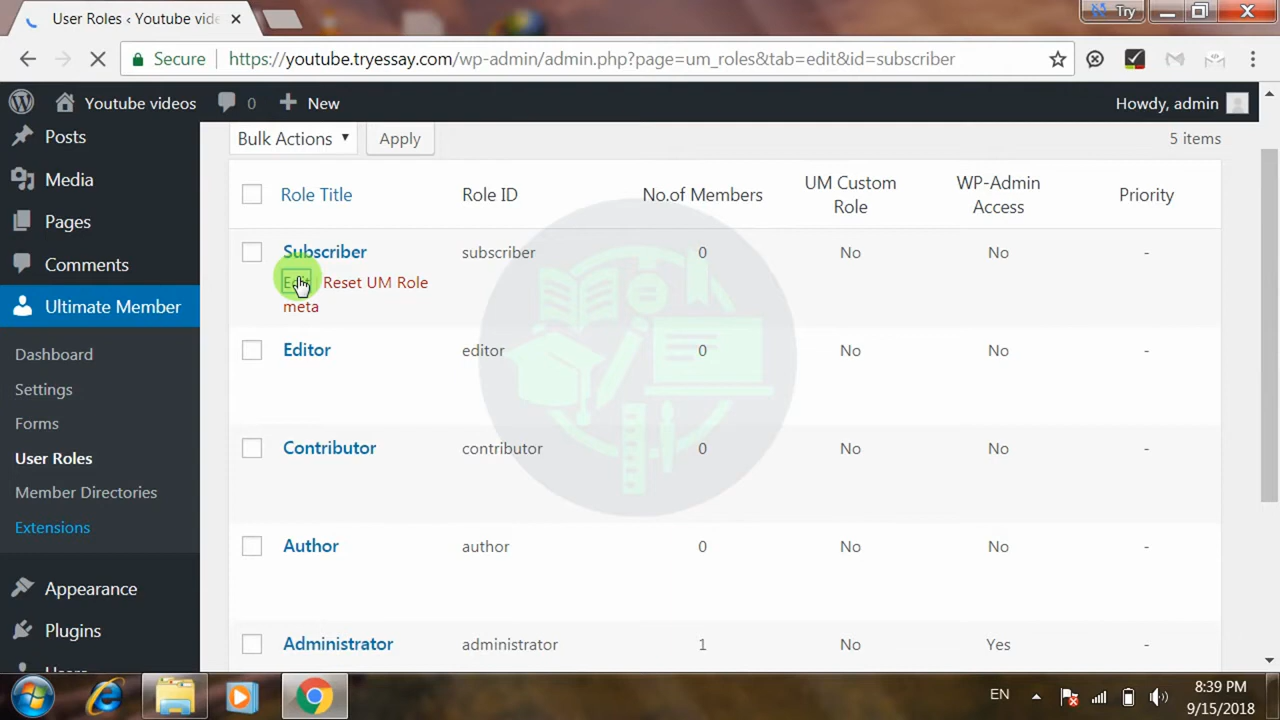 User Roles ‹ Youtube vide
Try
Secure https://youtube.tryessay.com/wp-admin/admin.php?page=um_roles&tab=edit&id=subscriber
Youtube videos 0 New Howdy, admin
Posts
Media
Pages
Comments
Ultimate Member
Dashboard
Settings
Forms
User Roles
Member Directories
Extensions
Appearance
Plugins
Bulk Actions Apply 5 items
Role Title Role ID No.of Members UM Custom Role WP-Admin Access Priority
Subscriber subscriber 0 No No -
Edit Reset UM Role
meta
Editor editor 0 No No -
Contributor contributor 0 No No -
Author author 0 No No -
Administrator administrator 1 No Yes -
EN 8:39 PM
9/15/2018